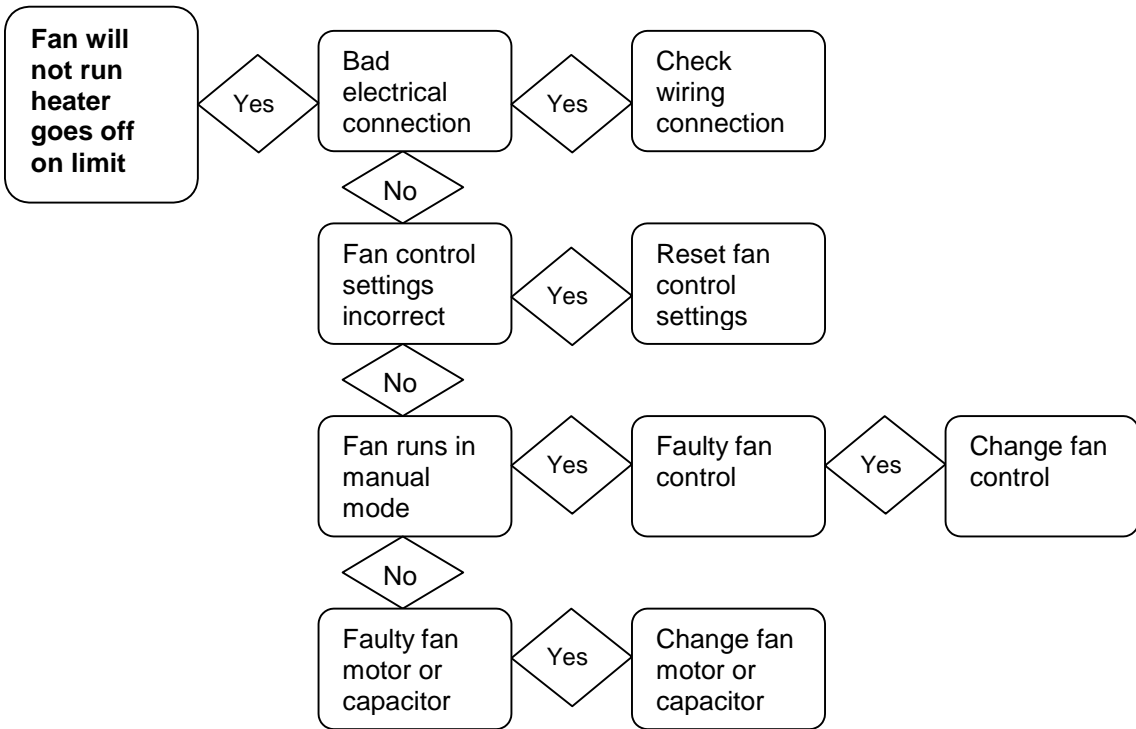 Fan will
not run
heater
goes off
on limit
Yes
Bad
electrical
connection
Yes
Check
wiring
connection
No
Fan control
settings
incorrect
Yes
Reset fan
control
settings
No
Fan runs in
manual
mode
Yes
Faulty fan
control
Yes
Change fan
control
No
Faulty fan
motor or
capacitor
Yes
Change fan
motor or
capacitor